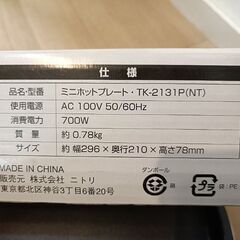 仕様
品名・型番 ミニホットプレート・TK-2131P(NT)
使用電源 AC 100V 50/60Hz
消費電力 700W
質量 約 0.78kg
サイズ 約 幅296 × 奥行210 × 高さ78mm
MADE IN CHINA
販売元 株式会社 ニトリ
東京都北区神谷3丁目6番20号
ダンボール
プラ
袋 : PE